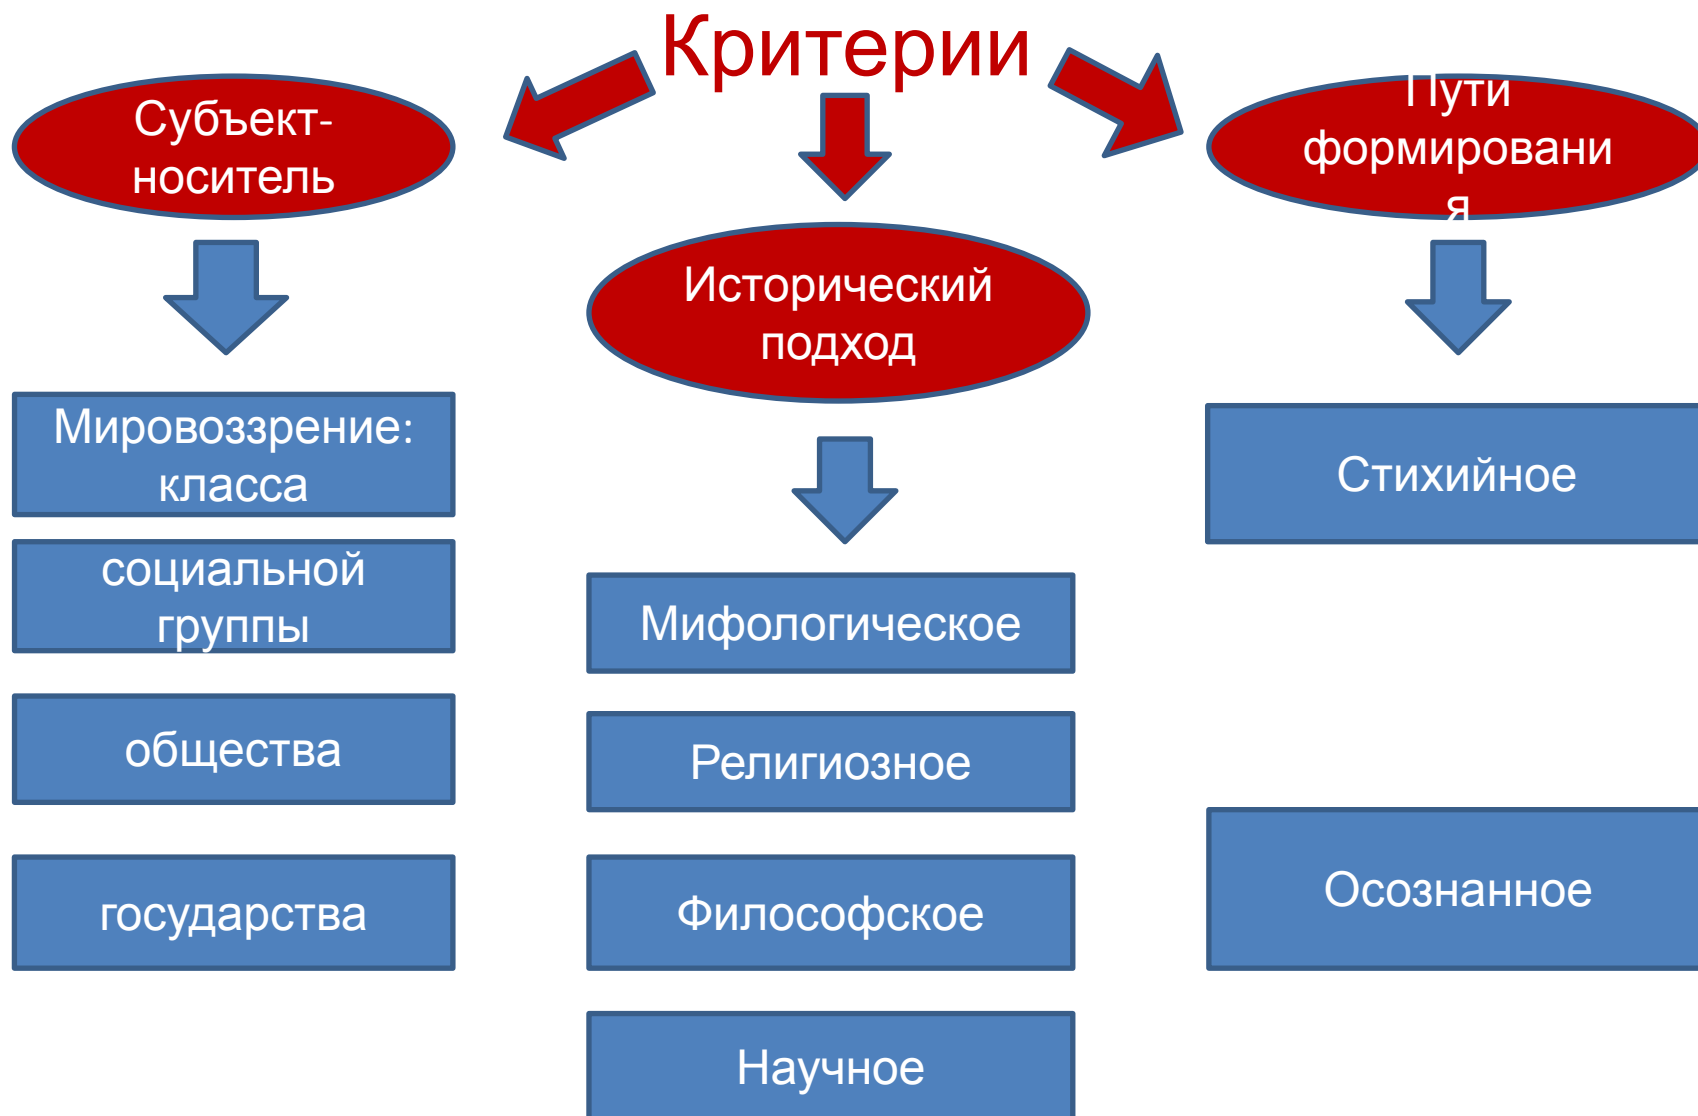 Критерии
Субъект-
носитель
Мировоззрение:
класса
социальной
группы
общества
государства
Исторический
подход
Мифологическое
Религиозное
Философское
Научное
Пути
формировани
я
Стихийное
Осознанное